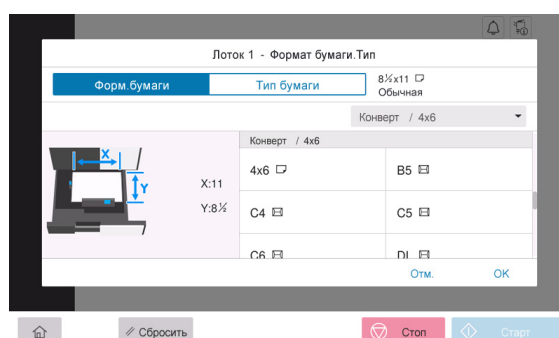 Лоток 1 - Формат бумаги.Тип
Форм.бумаги
Тип бумаги
8½x11
Обычная
Конверт / 4x6
Конверт / 4x6
X
Y
X:11
Y:8½
4x6
B5
C4
C5
C6
DL
Отм.
OK
Сбросить
Стоп
Старт